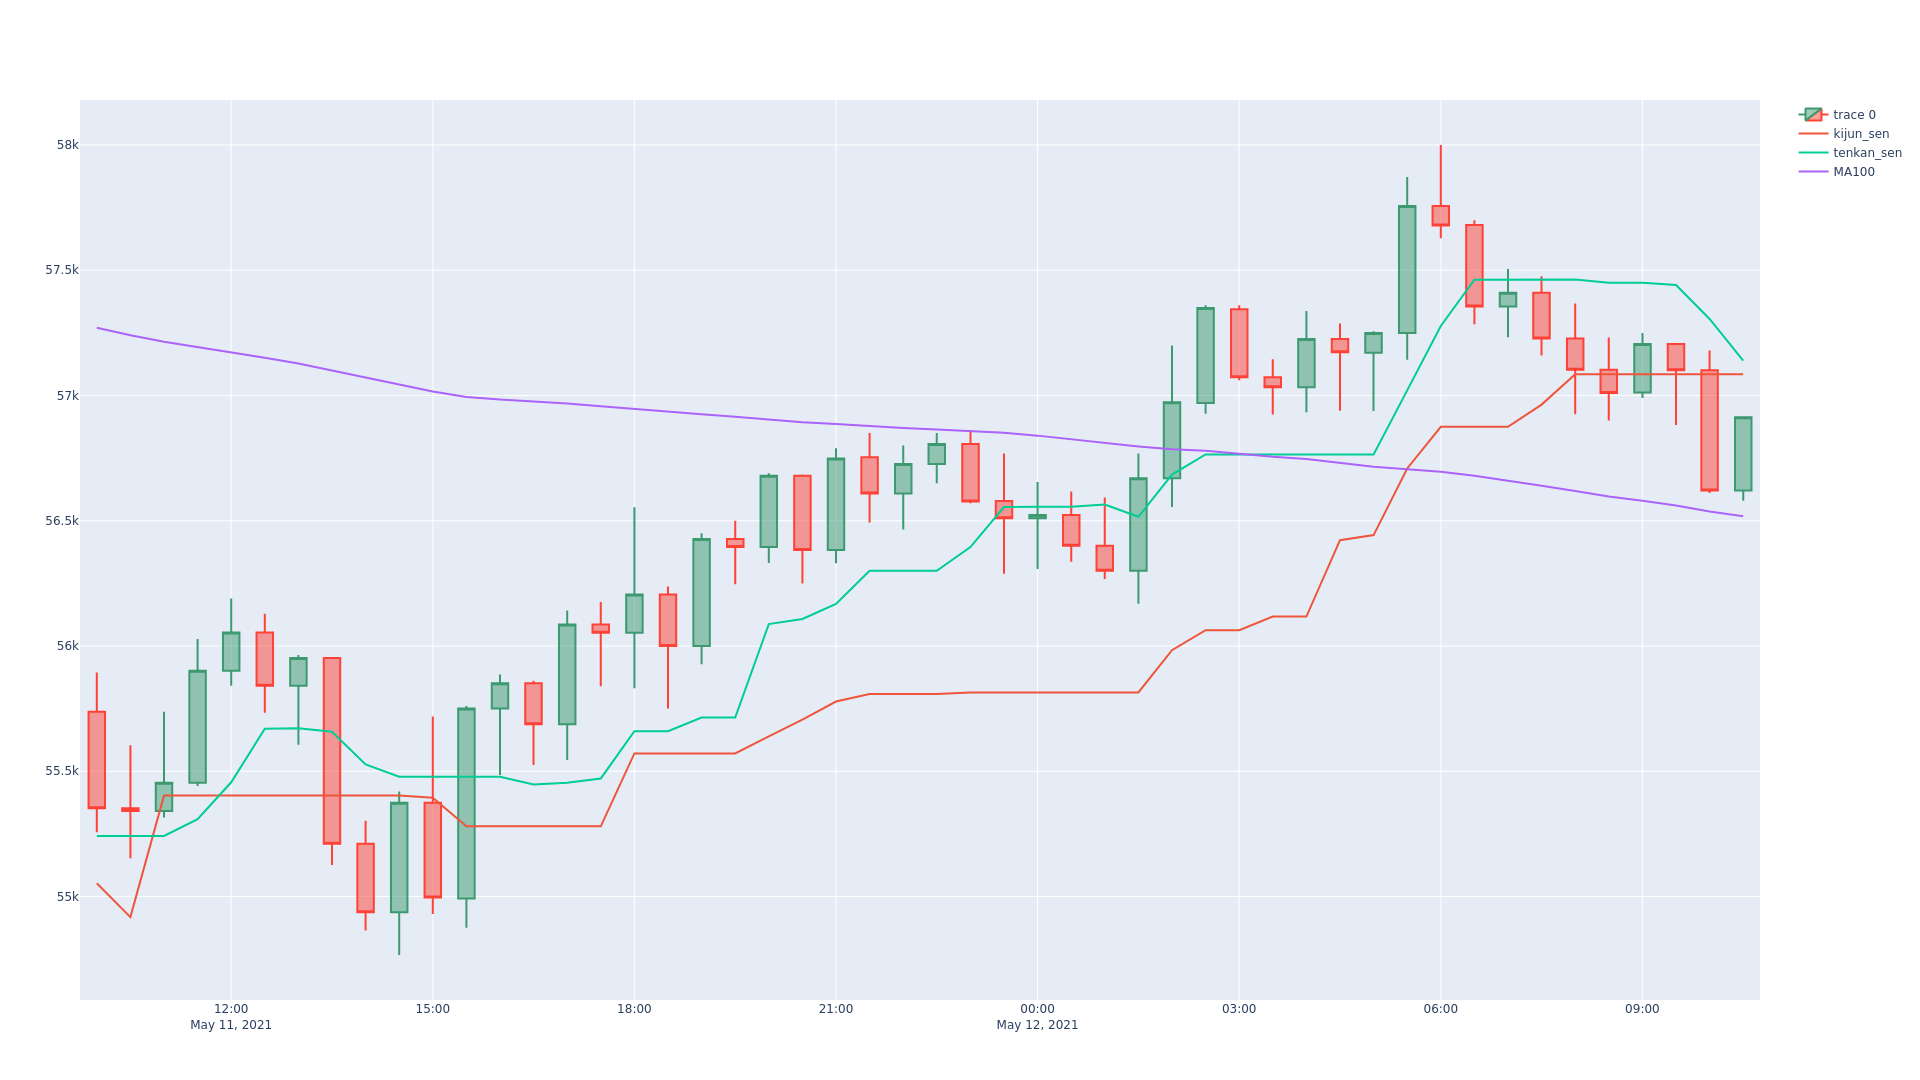 58k
57.5k
57k
56.5k
56k
55.5k
55k
12:00
May 11, 2021
15:00
18:00
21:00
00:00
May 12, 2021
03:00
06:00
09:00
trace 0
kijun_sen
tenkan_sen
MA100